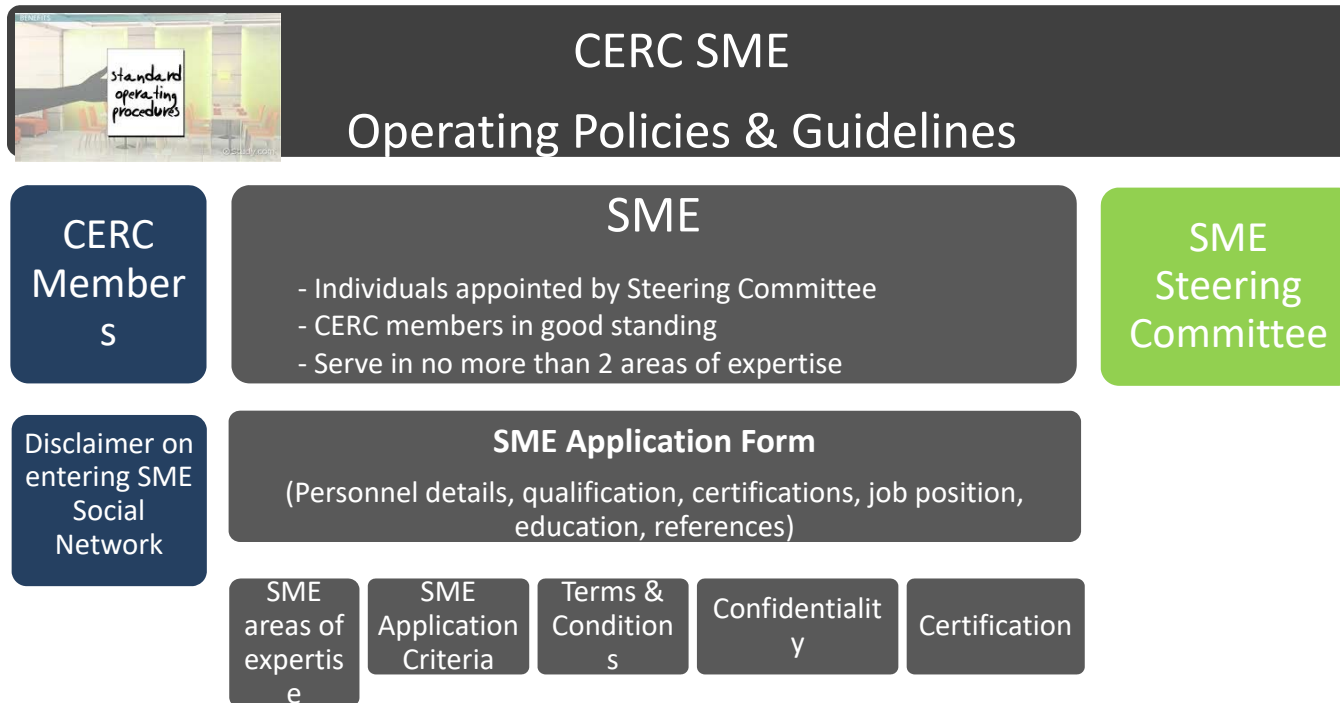 BENEFITS
standard
operating
procedures
CERC SME
Operating Policies & Guidelines
CERC
Member
s
SME
- Individuals appointed by Steering Committee
- CERC members in good standing
- Serve in no more than 2 areas of expertise
SME
Steering
Committee
Disclaimer on
entering SME
Social
Network
SME Application Form
(Personnel details, qualification, certifications, job position,
education, references)
SME
areas of
expertis
e
SME
Application
Criteria
Terms &
Condition
s
Confidentialit
y
Certification